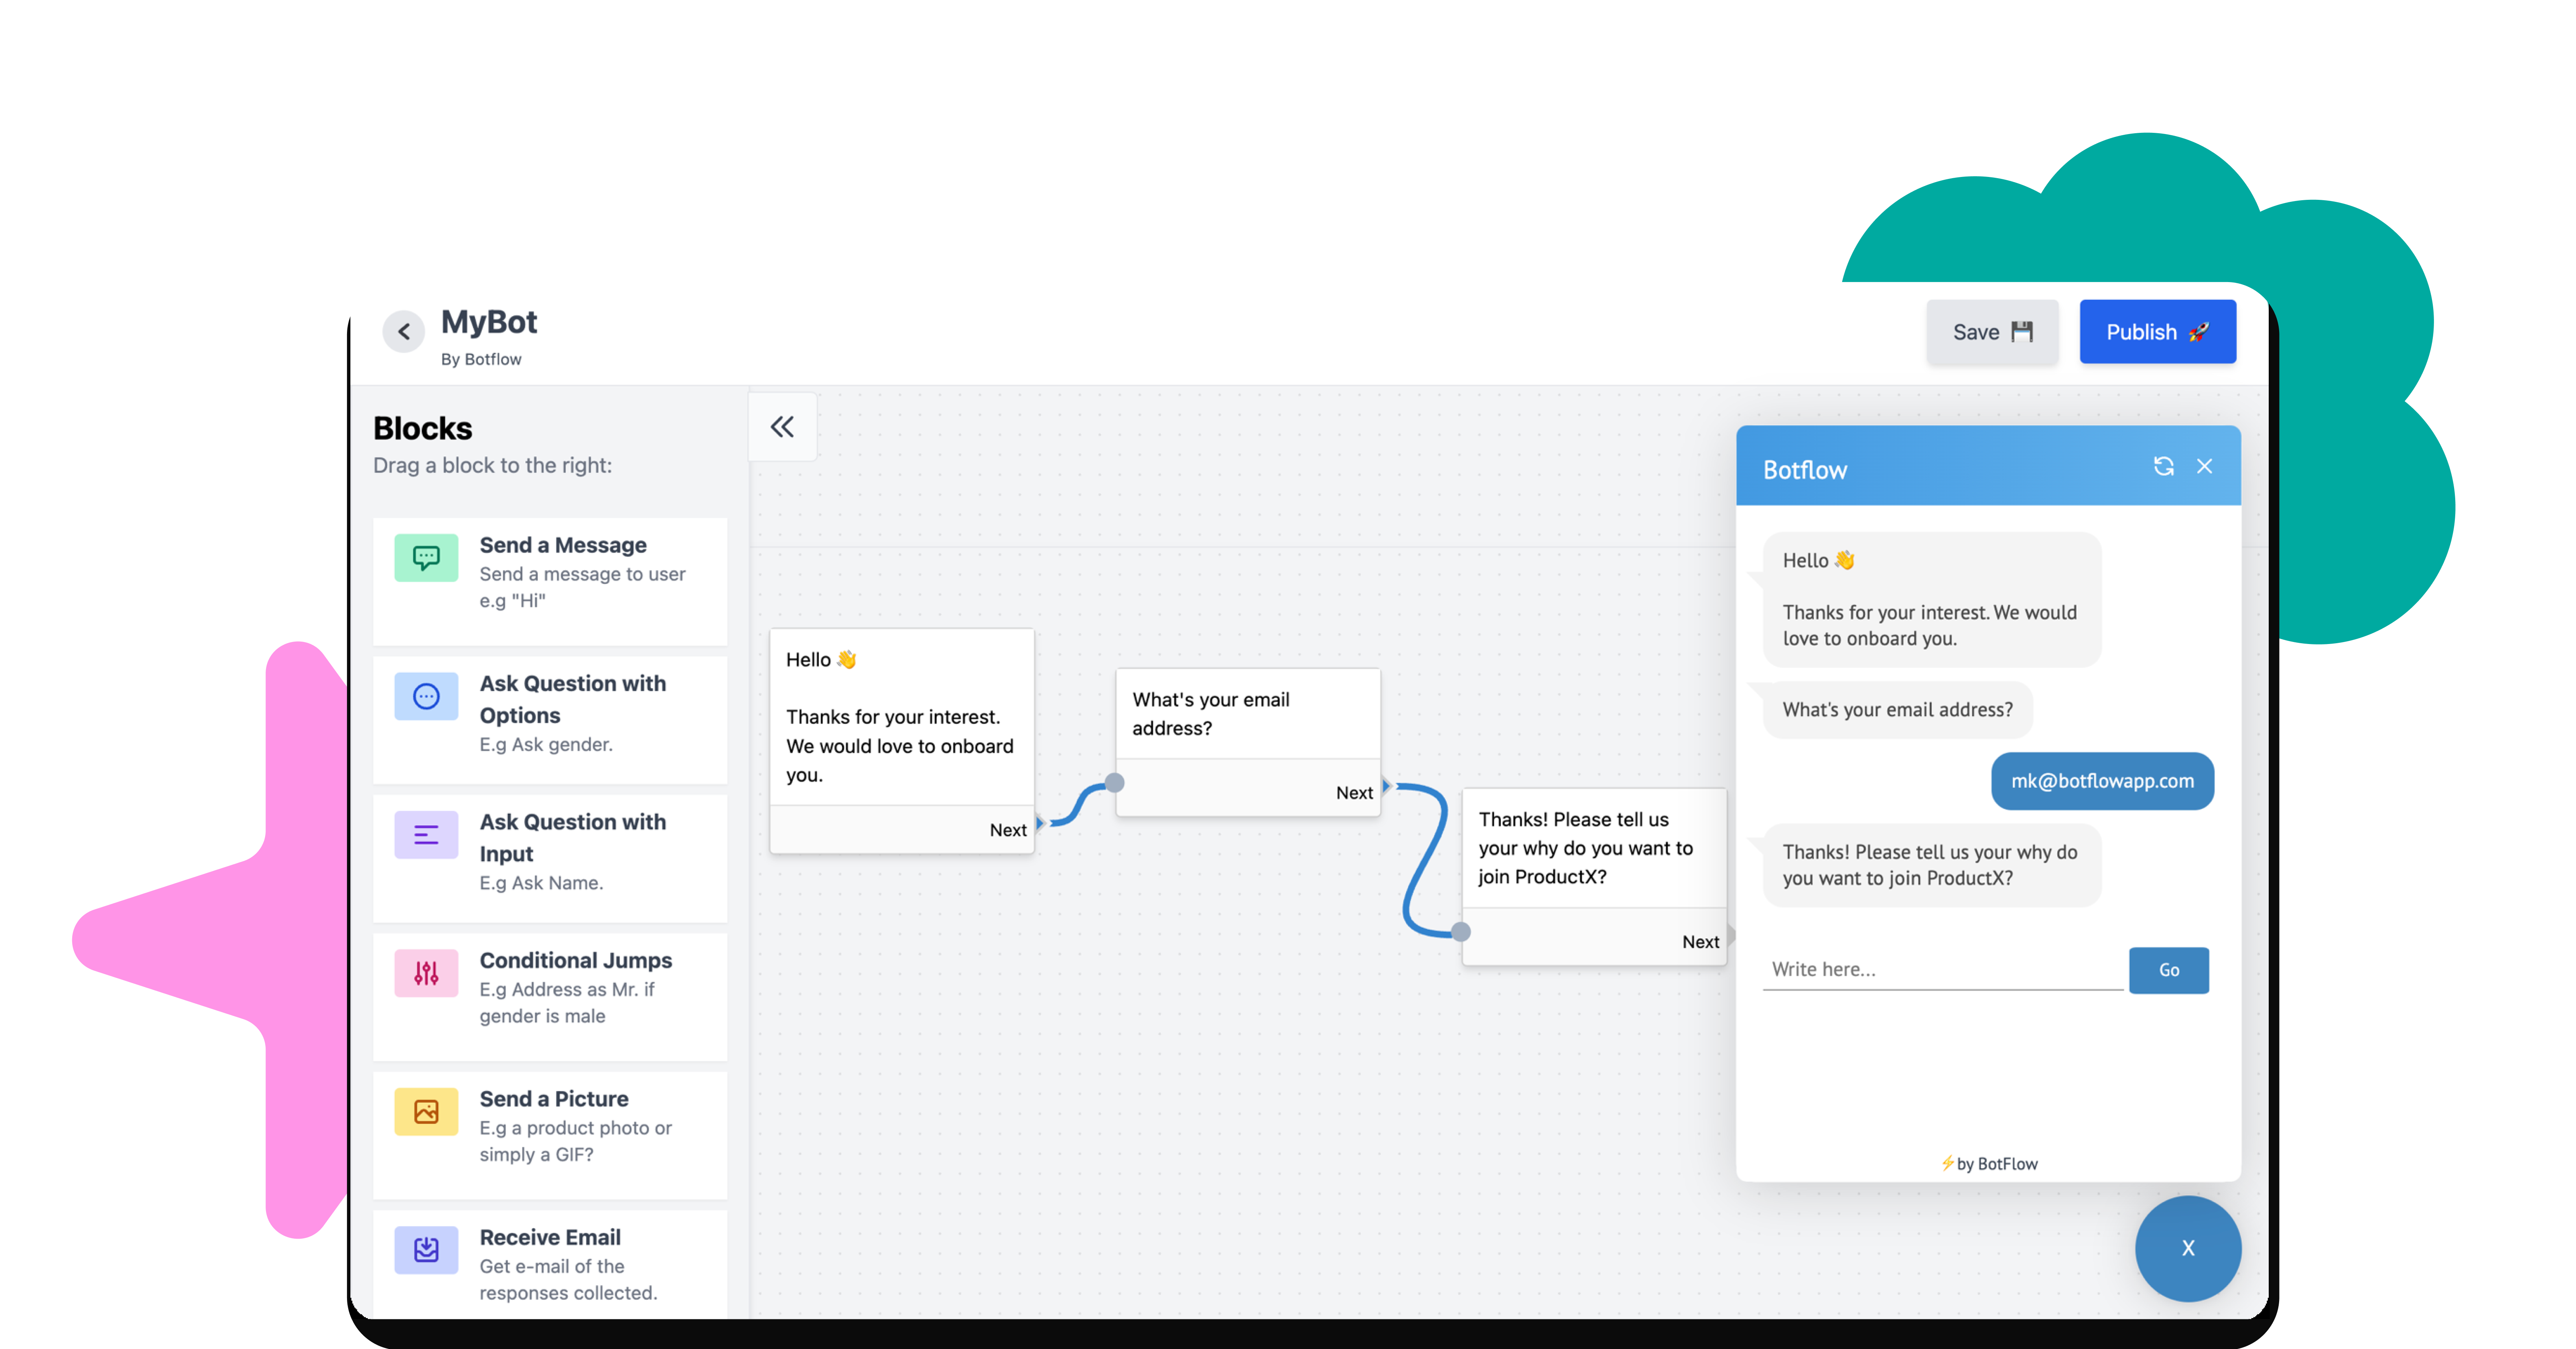 MyBot
By Botflow
Save 💾
Publish 🚀
Blocks
Drag a block to the right:
Send a Message
Send a message to user
e.g "Hi"
Ask Question with
Options
E.g Ask gender.
Ask Question with
Input
E.g Ask Name.
Conditional Jumps
E.g Address as Mr. if
gender is male
Send a Picture
E.g a product photo or
simply a GIF?
Receive Email
Get e-mail of the
responses collected.
Hello 👋
Thanks for your interest.
We would love to onboard
you.
Next
What's your email
address?
Next
Thanks! Please tell us
your why do you want to
join ProductX?
Next
Botflow
Hello 👋
Thanks for your interest. We would
love to onboard you.
What's your email address?
mk@botflowapp.com
Thanks! Please tell us your why do
you want to join ProductX?
Write here...
Go
⚡by BotFlow
X